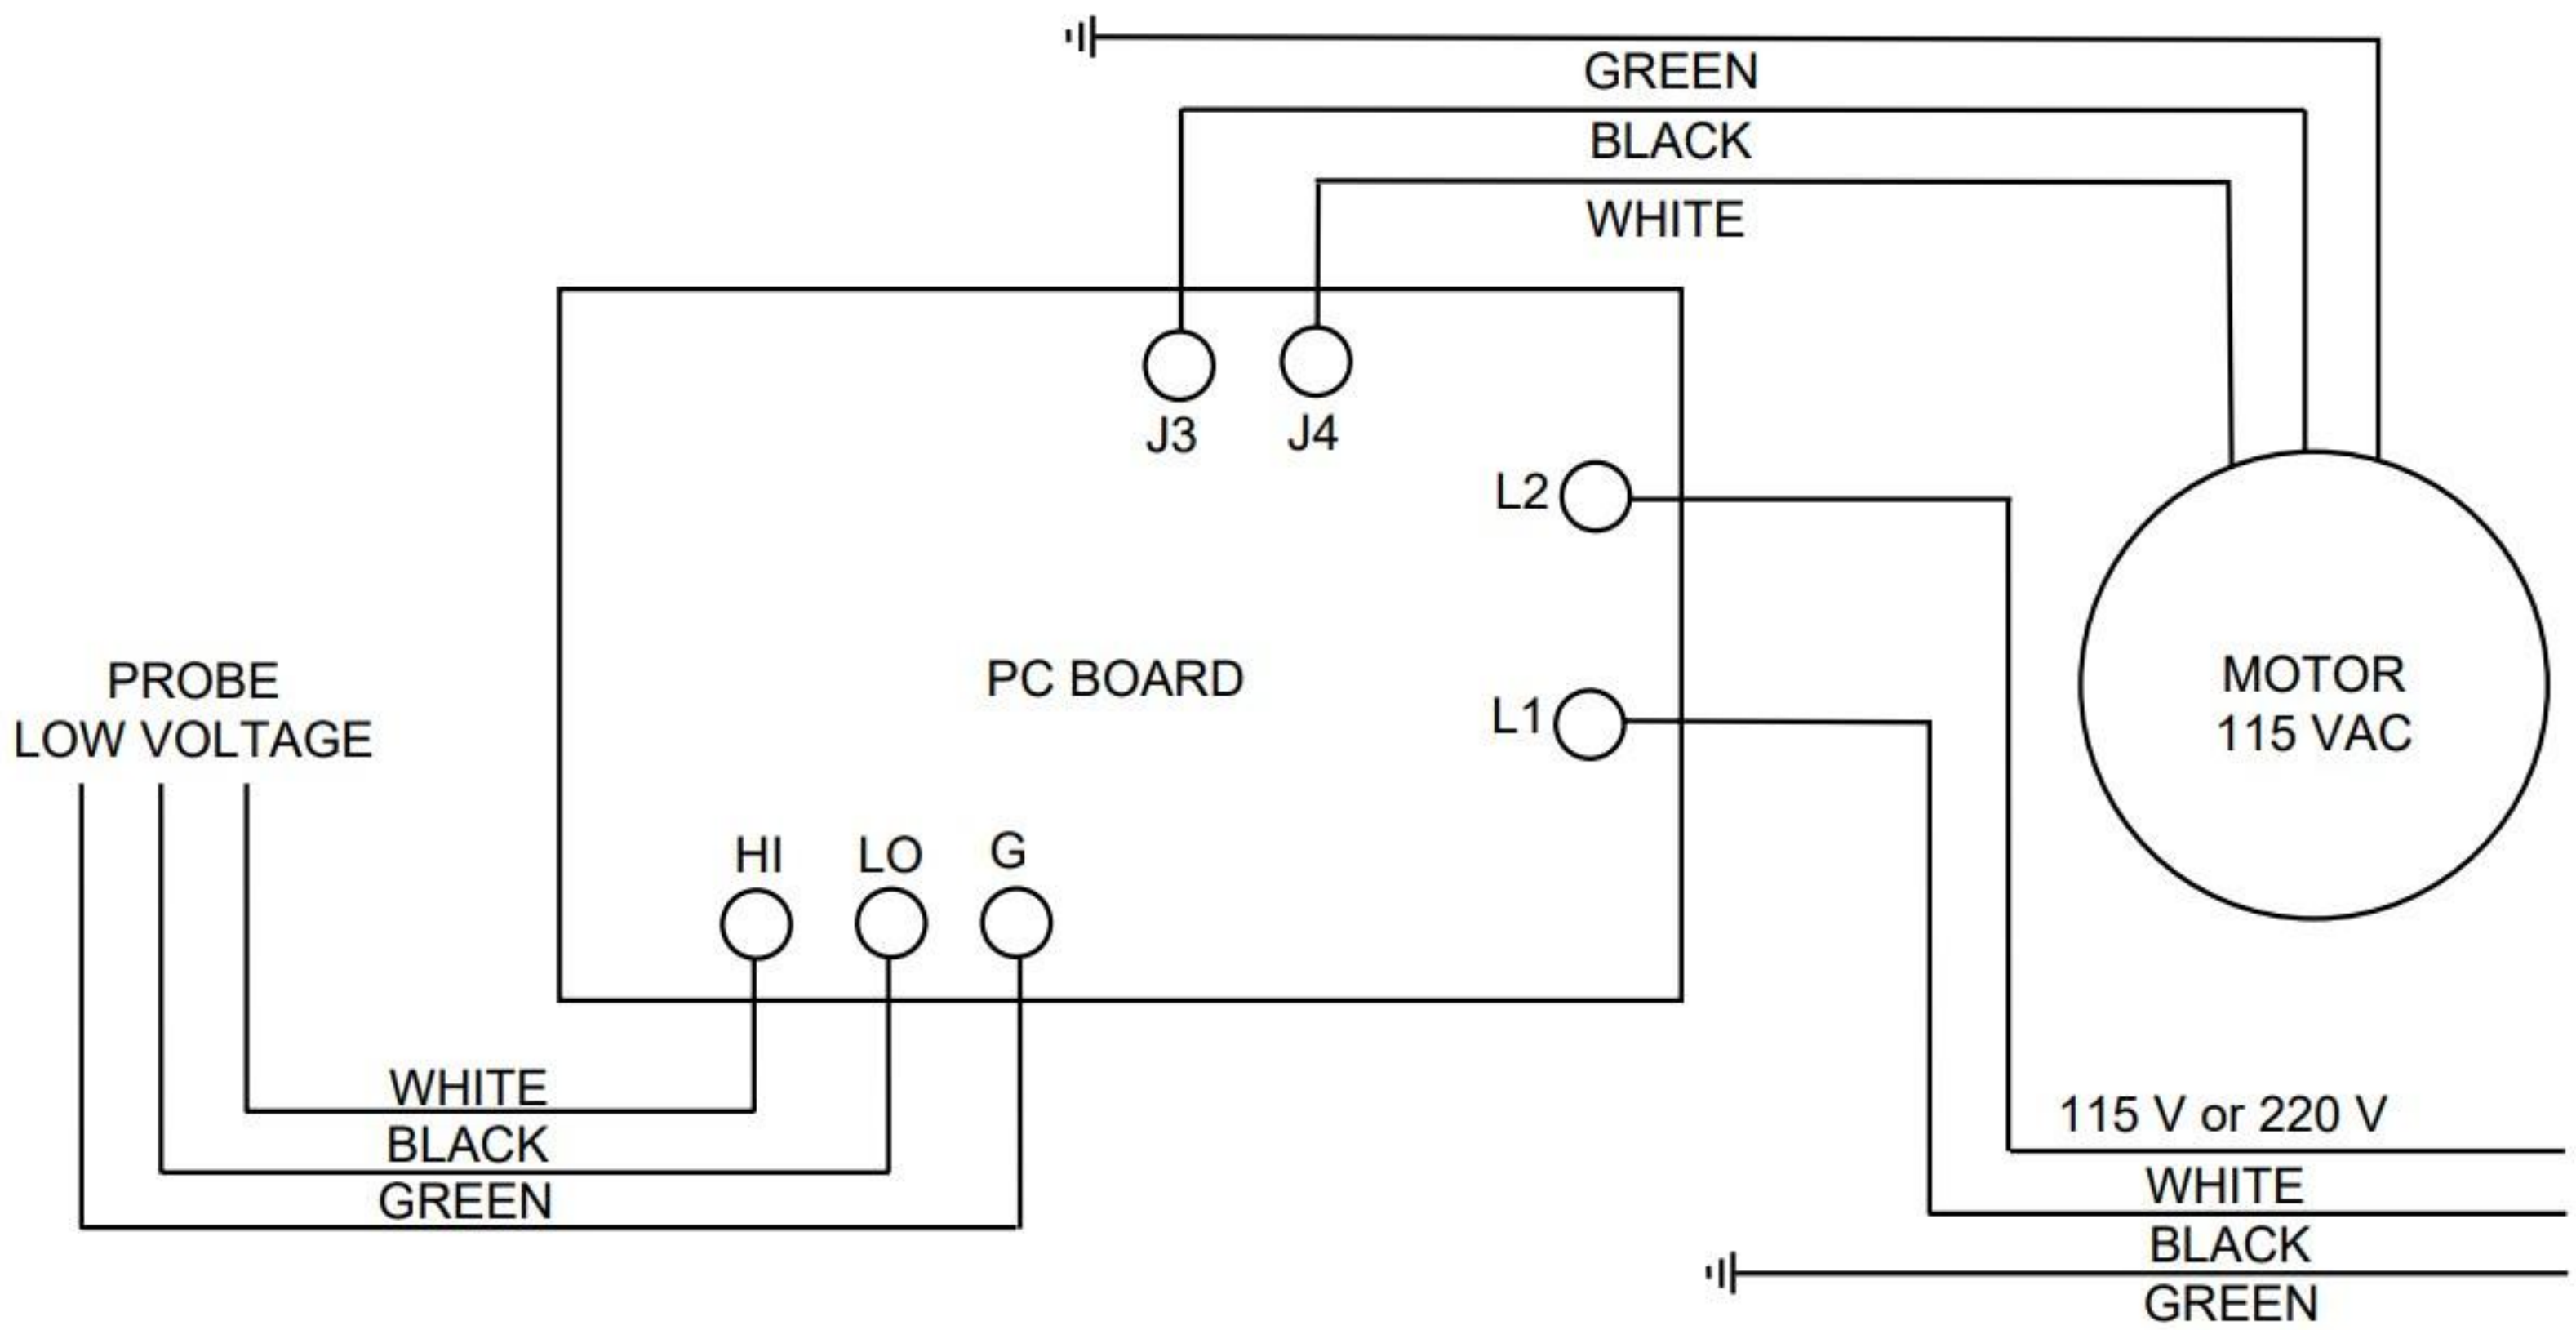 GREEN
BLACK
WHITE
J3
J4
L2
PROBE
LOW VOLTAGE
PC BOARD
L1
MOTOR
115 VAC
HI
LO
G
WHITE
BLACK
GREEN
115 V or 220 V
WHITE
BLACK
GREEN